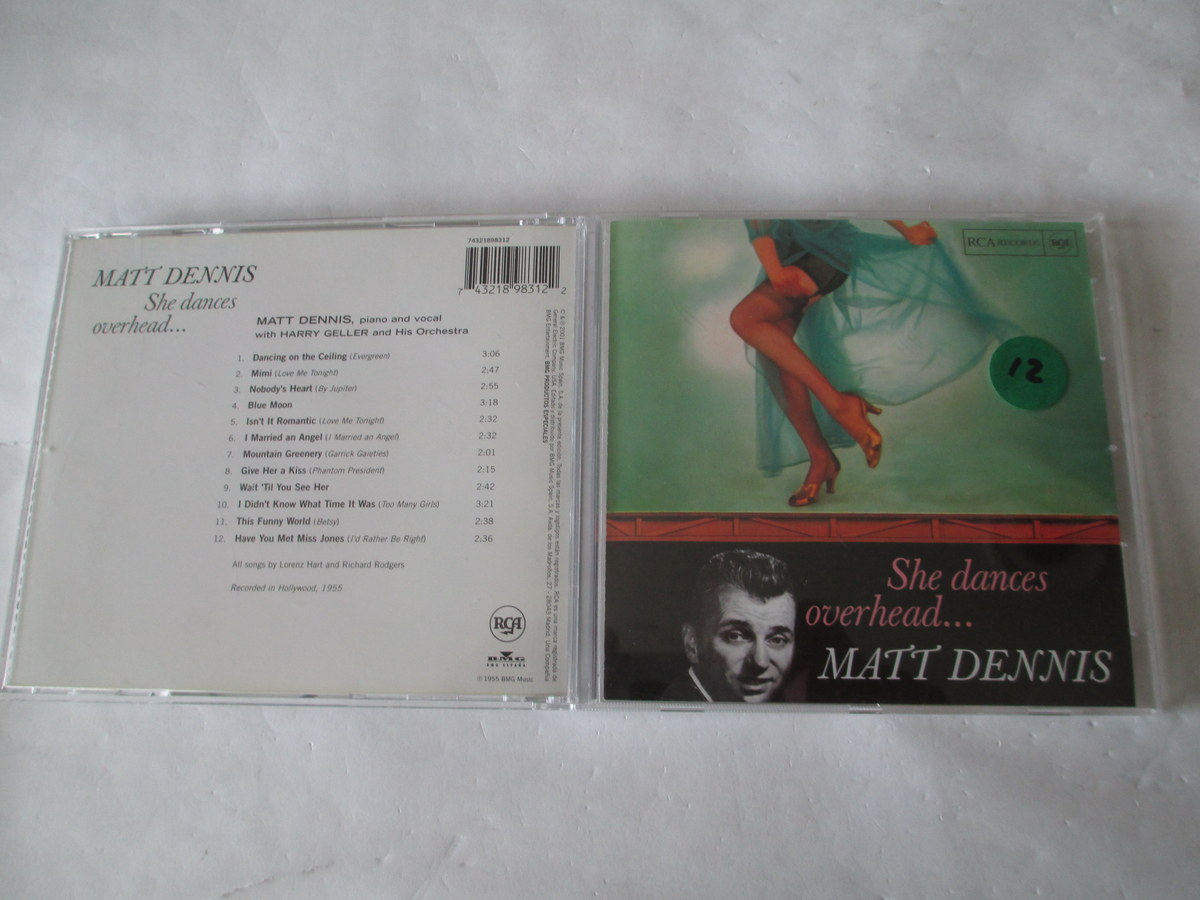 MATT DENNIS
She dances
overhead...
74321898312
7 43218 98312 2
MATT DENNIS, piano and vocal
with HARRY GELLER and His Orchestra
1. Dancing on the Ceiling (Evergreen) 3:06
2. Mimi (Love Me Tonight) 2:47
3. Nobody's Heart (By Jupiter) 2:55
4. Blue Moon 3:18
5. Isn't It Romantic (Love Me Tonight) 2:32
6. I Married an Angel (I Married an Angel) 2:32
7. Mountain Greenery (Garrick Gaieties) 2:01
8. Give Her a Kiss (Phantom President) 2:15
9. Wait 'Til You See Her 2:42
10. I Didn't Know What Time It Was (Too Many Girls) 3:21
11. This Funny World (Betsy) 2:38
12. Have You Met Miss Jones (I'd Rather Be Right) 2:36
All songs by Lorenz Hart and Richard Rodgers
Recorded in Hollywood, 1955
RCA
BMG
BMG ESPAÑA
© 1955 BMG Music
RCA RECORDS
RCA
12
She dances
overhead...
MATT DENNIS